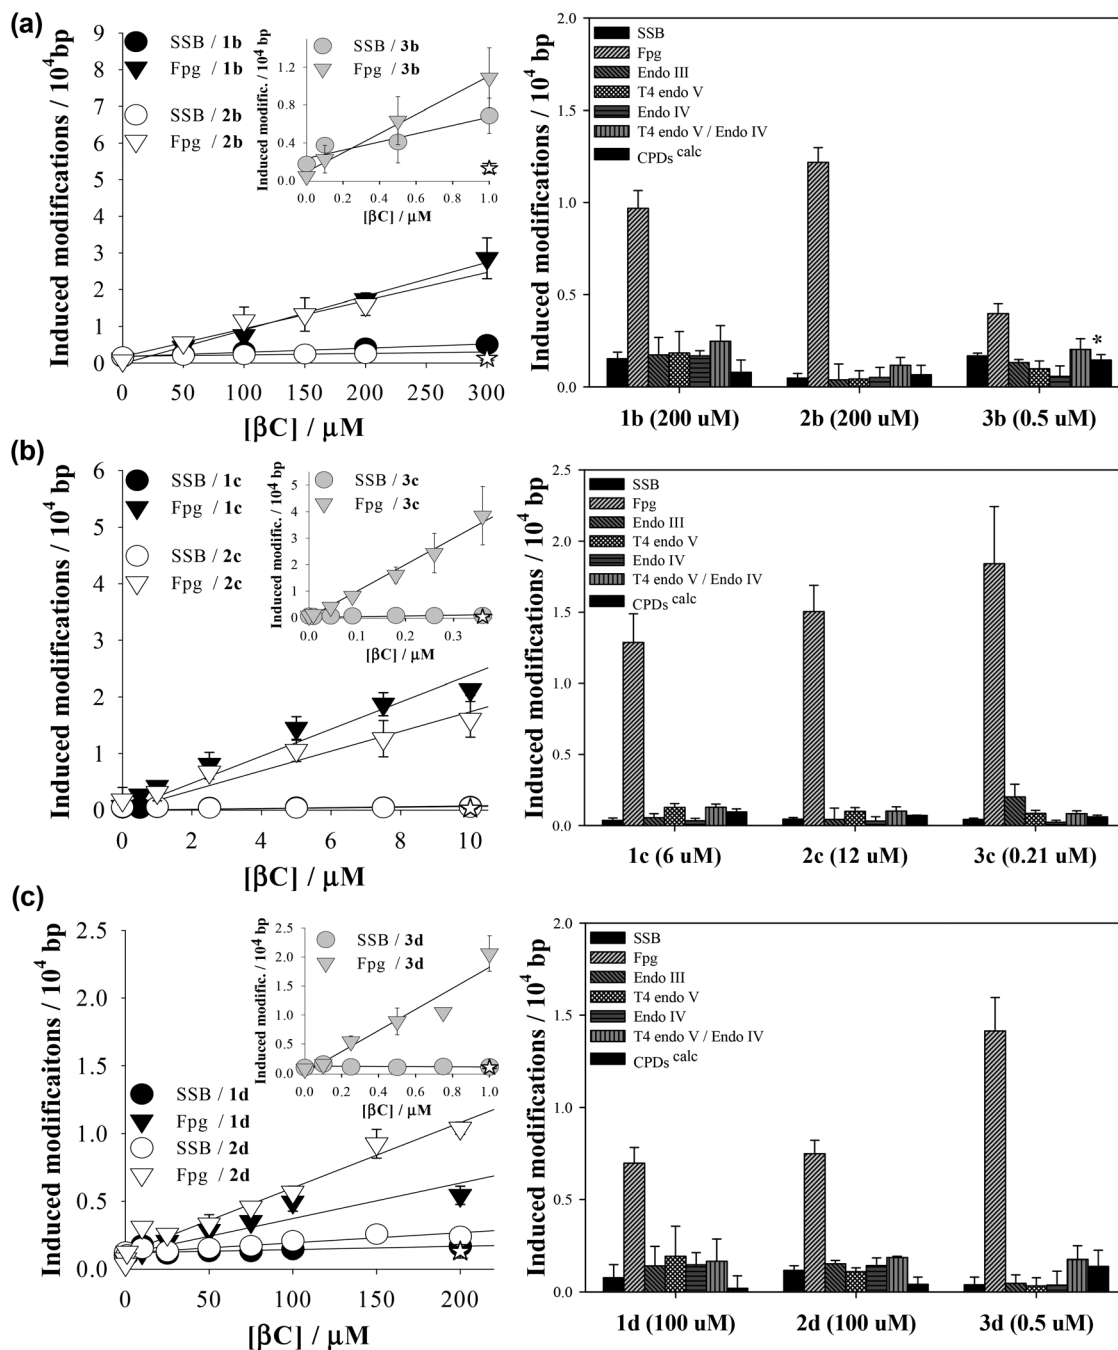 (a)
Induced modifications / 10⁴ bp
9
8
7
6
5
4
3
2
1
0
SSB / 1b
Fpg / 1b
SSB / 2b
Fpg / 2b
0 50 100 150 200 250 300
[βC] / μM
Induced modific. / 10⁴ bp
1.2
0.8
0.4
0.0
SSB / 3b
Fpg / 3b
0.0 0.2 0.4 0.6 0.8 1.0
[βC] / μM
Induced modifications / 10⁴ bp
2.0
1.5
1.0
0.5
0.0
SSB
Fpg
Endo III
T4 endo V
Endo IV
T4 endo V / Endo IV
CPDs calc
*
1b (200 uM) 2b (200 uM) 3b (0.5 uM)
(b)
Induced modifications / 10⁴ bp
6
5
4
3
2
1
0
SSB / 1c
Fpg / 1c
SSB / 2c
Fpg / 2c
0 2 4 6 8 10
[βC] / μM
Induced modific. / 10⁴ bp
5
4
3
2
1
0
SSB / 3c
Fpg / 3c
0.0 0.1 0.2 0.3
[βC] / μM
Induced modifications / 10⁴ bp
2.5
2.0
1.5
1.0
0.5
0.0
SSB
Fpg
Endo III
T4 endo V
Endo IV
T4 endo V / Endo IV
CPDs calc
1c (6 uM) 2c (12 uM) 3c (0.21 uM)
(c)
Induced modificaitons / 10⁴ bp
2.5
2.0
1.5
1.0
0.5
0.0
SSB / 1d
Fpg / 1d
SSB / 2d
Fpg / 2d
0 50 100 150 200
[βC] / μM
Induced modific. / 10⁴ bp
2.5
2.0
1.5
1.0
0.5
0.0
SSB / 3d
Fpg / 3d
0.0 0.2 0.4 0.6 0.8 1.0
[βC] / μM
Induced modifications / 10⁴ bp
2.0
1.5
1.0
0.5
0.0
SSB
Fpg
Endo III
T4 endo V
Endo IV
T4 endo V / Endo IV
CPDs calc
1d (100 uM) 2d (100 uM) 3d (0.5 uM)